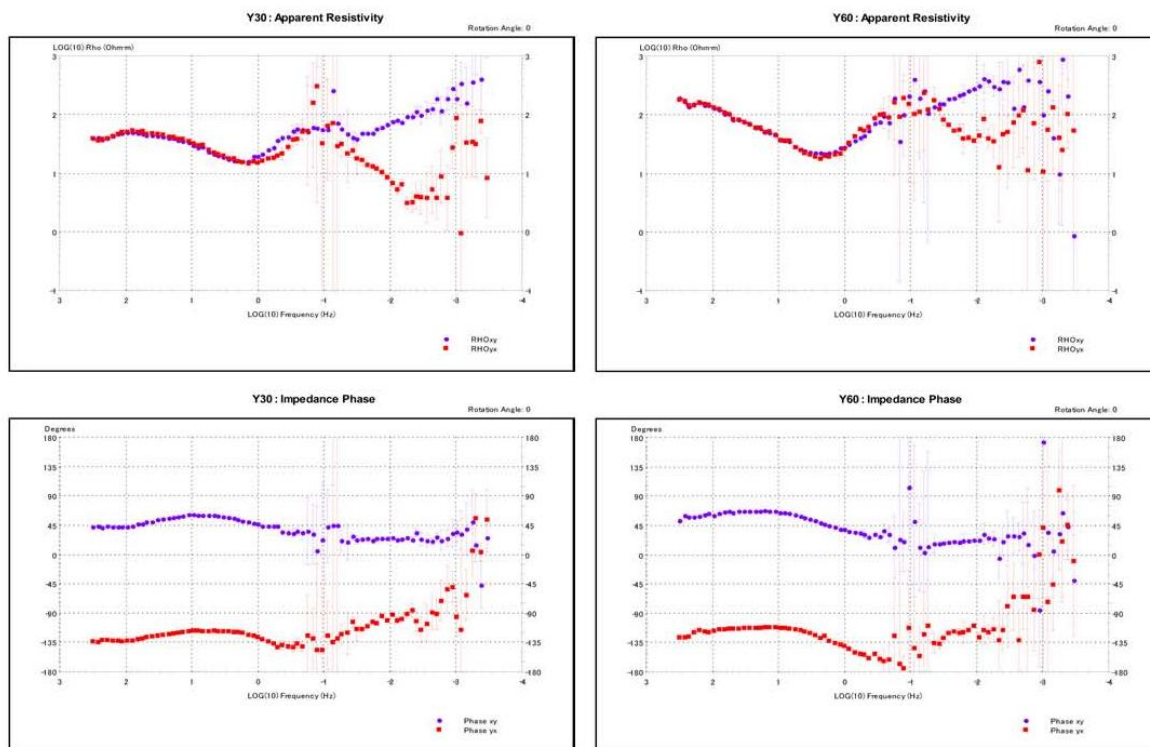 Y30 : Apparent Resistivity
Rotation Angle: 0
LOG(10) Rho (Ohm-m)
3 3
2 2
1 1
0 0
-1 -1
3 2 1 0 -1 -2 -3 -4
LOG(10) Frequency (Hz)
RHOxy
RHOyx
Y60 : Apparent Resistivity
Rotation Angle: 0
LOG(10) Rho (Ohm-m)
3 3
2 2
1 1
0 0
-1 -1
3 2 1 0 -1 -2 -3 -4
LOG(10) Frequency (Hz)
RHOxy
RHOyx
Y30 : Impedance Phase
Rotation Angle: 0
Degrees
180 180
135 135
90 90
45 45
0 0
-45 -45
-90 -90
-135 -135
-180 -180
3 2 1 0 -1 -2 -3 -4
LOG(10) Frequency (Hz)
Phase xy
Phase yx
Y60 : Impedance Phase
Rotation Angle: 0
Degrees
180 180
135 135
90 90
45 45
0 0
-45 -45
-90 -90
-135 -135
-180 -180
3 2 1 0 -1 -2 -3 -4
LOG(10) Frequency (Hz)
Phase xy
Phase yx